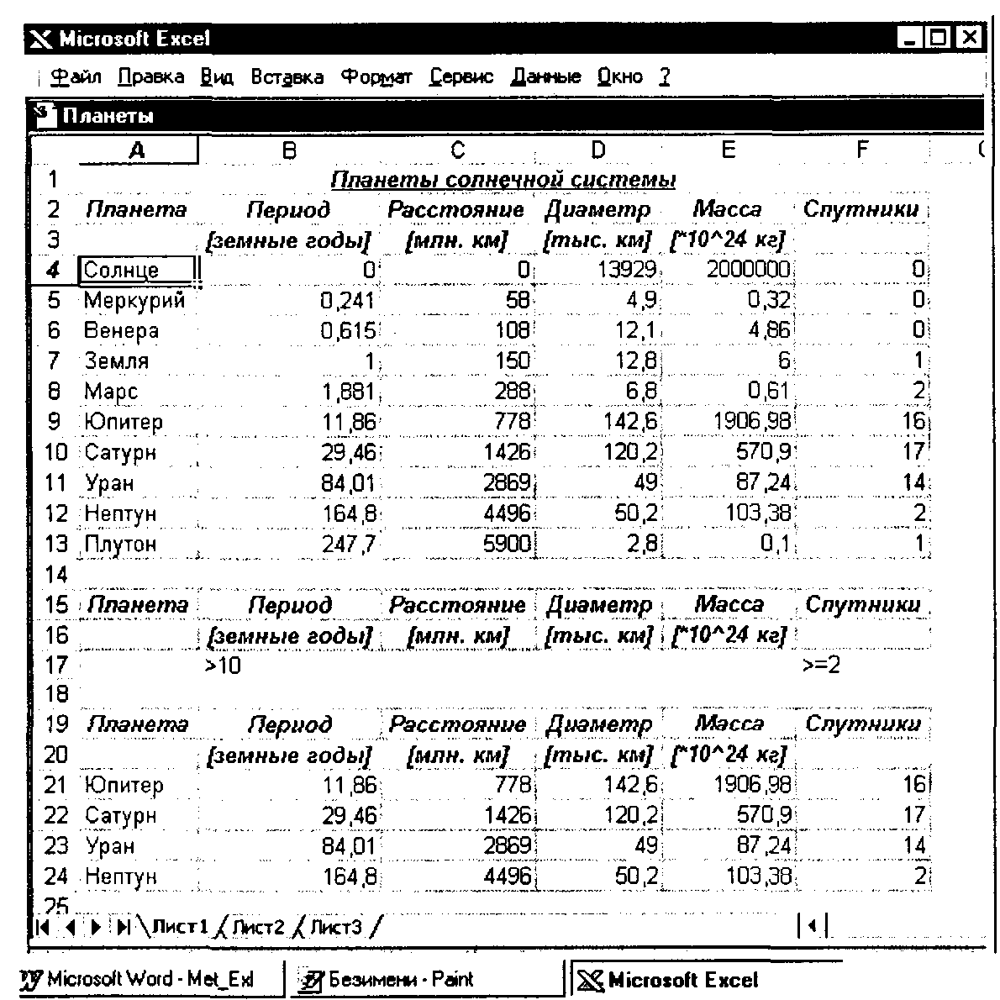 Microsoft Excel
Файл Правка Вид Вставка Формат Сервис Данные Окно ?
Планеты
A B C D E F
1 Планеты солнечной системы
2 Планета Период Расстояние Диаметр Масса Спутники
3 [земные годы] [млн. км] [тыс. км] [*10^24 кг]
4 Солнце 0 0 13929 2000000 0
5 Меркурий 0,241 58 4,9 0,32 0
6 Венера 0,615 108 12,1 4,86 0
7 Земля 1 150 12,8 6 1
8 Марс 1,881 288 6,8 0,61 2
9 Юпитер 11,86 778 142,6 1906,98 16
10 Сатурн 29,46 1426 120,2 570,9 17
11 Уран 84,01 2869 49 87,24 14
12 Нептун 164,8 4496 50,2 103,38 2
13 Плутон 247,7 5900 2,8 0,1 1
14
15 Планета Период Расстояние Диаметр Масса Спутники
16 [земные годы] [млн. км] [тыс. км] [*10^24 кг]
17 >10 >=2
18
19 Планета Период Расстояние Диаметр Масса Спутники
20 [земные годы] [млн. км] [тыс. км] [*10^24 кг]
21 Юпитер 11,86 778 142,6 1906,98 16
22 Сатурн 29,46 1426 120,2 570,9 17
23 Уран 84,01 2869 49 87,24 14
24 Нептун 164,8 4496 50,2 103,38 2
25
Лист1 Лист2 Лист3
Microsoft Word - Met_Exl Безимени - Paint Microsoft Excel